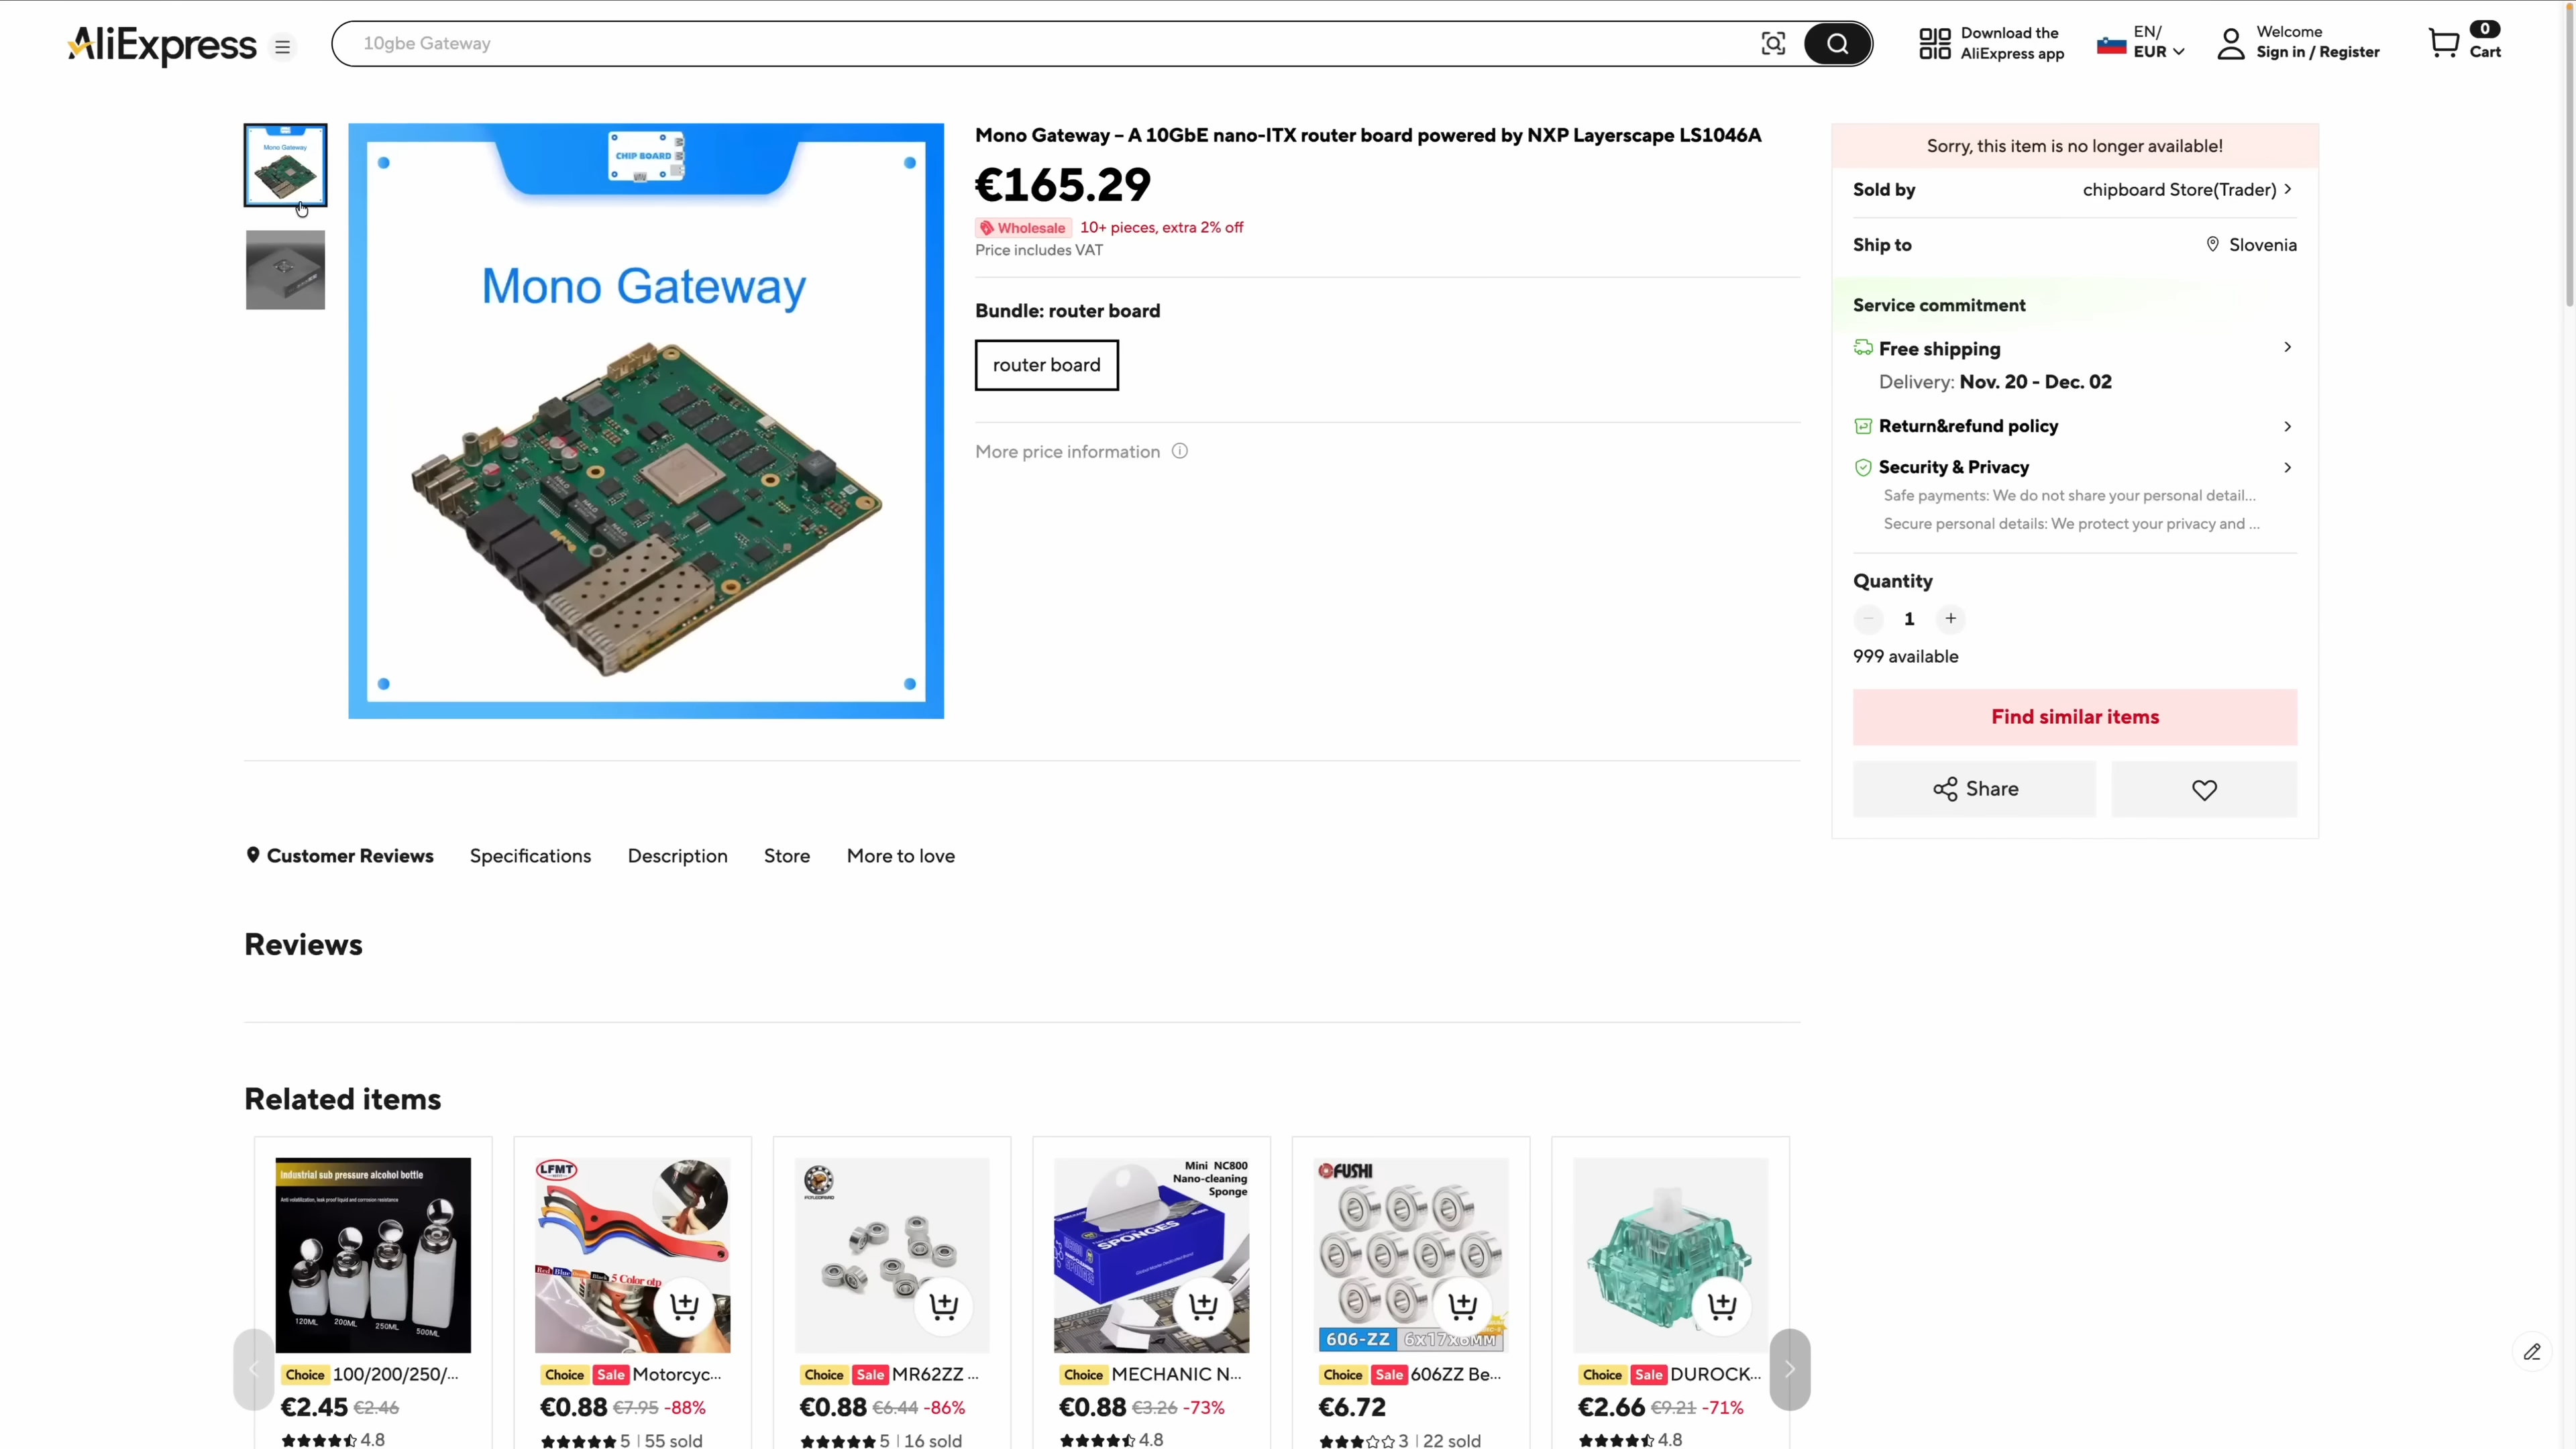 AliExpress
10gbe Gateway
Download the
AliExpress app
EN/
EUR
Welcome
Sign in / Register
0
Cart
Mono Gateway
CHIP BOARD
Mono Gateway
Mono Gateway – A 10GbE nano-ITX router board powered by NXP Layerscape LS1046A
€165.29
Wholesale 10+ pieces, extra 2% off
Price includes VAT
Bundle: router board
router board
More price information
Sorry, this item is no longer available!
Sold by chipboard Store(Trader)
Ship to Slovenia
Service commitment
Free shipping
Delivery: Nov. 20 - Dec. 02
Return&refund policy
Security & Privacy
Safe payments: We do not share your personal detail...
Secure personal details: We protect your privacy and ...
Quantity
1
999 available
Find similar items
Share
Customer Reviews Specifications Description Store More to love
Reviews
Related items
Industrial sub pressure alcohol bottle
Anti volatilization, leak proof liquid and corrosion resistance
120ML 200ML 250ML 500ML
Choice 100/200/250/...
€2.45 €2.46
4.8
LFMT
5 Color
Choice Sale Motorcyc...
€0.88 €7.95 -88%
5 | 55 sold
Choice Sale MR62ZZ ...
€0.88 €6.44 -86%
5 | 16 sold
Mini NC800
Nano-cleaning
Sponge
SPONGES
Choice MECHANIC N...
€0.88 €3.26 -73%
4.8
FUSHI
606-ZZ 6x17x6MM
Choice Sale 606ZZ Be...
€6.72
3 | 22 sold
Choice Sale DUROCK...
€2.66 €9.21 -71%
4.8